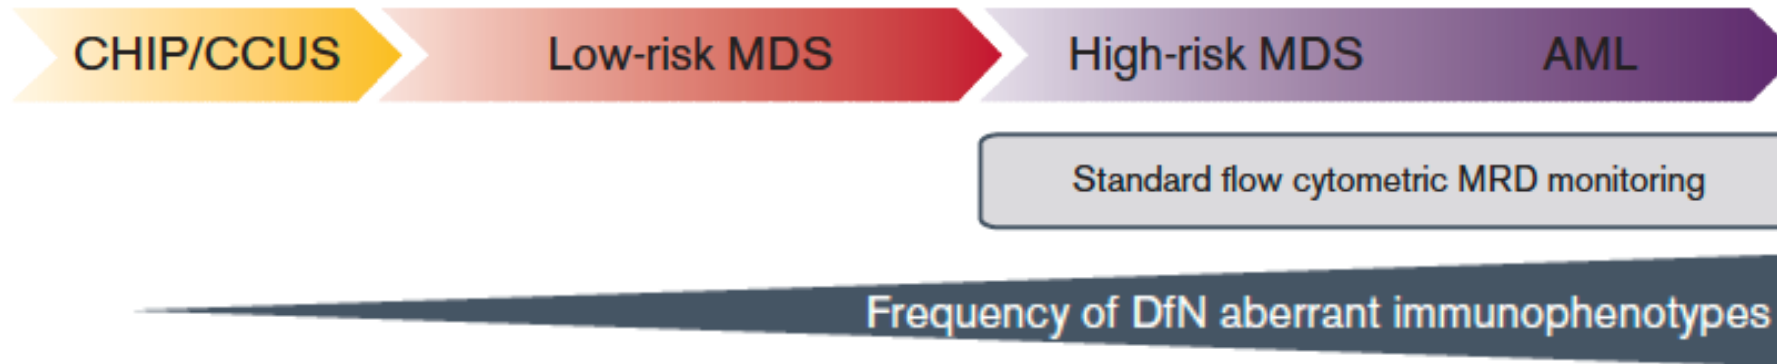 CHIP/CCUS Low-risk MDS High-risk MDS AML
Standard flow cytometric MRD monitoring
Frequency of DfN aberrant immunophenotypes